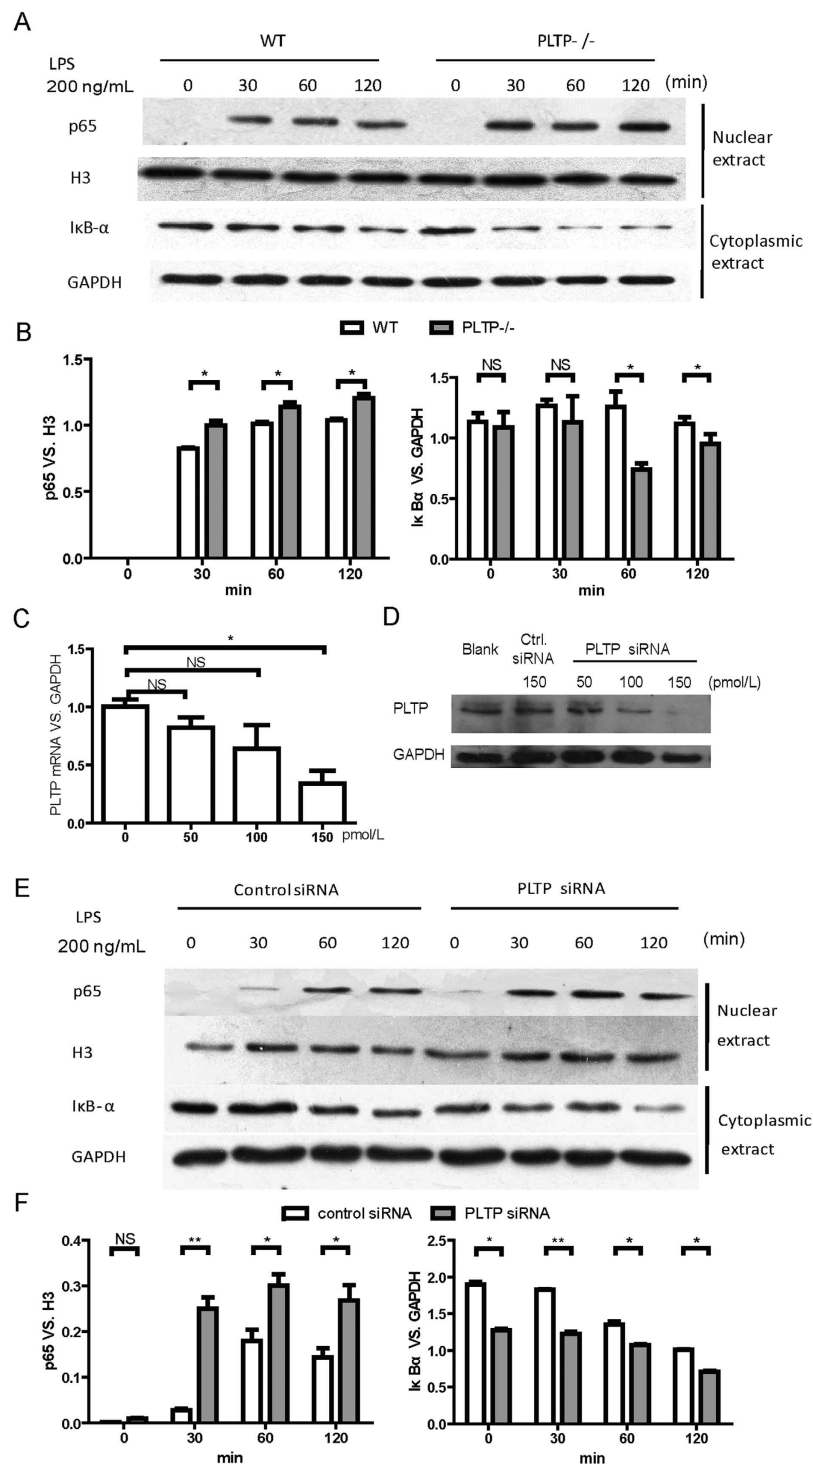 A
WT PLTP- /-
LPS
200 ng/mL 0 30 60 120 0 30 60 120 (min)
p65
Nuclear
extract
H3
IκB-α
Cytoplasmic
extract
GAPDH
B
WT PLTP-/-
1.5
1.0
0.5
0.0
p65 VS. H3
* * *
0 30 60 120
min
1.5
1.0
0.5
0.0
Iκ Bα VS. GAPDH
NS NS * *
0 30 60 120
min
C
1.5
1.0
0.5
0.0
PLTP mRNA VS. GAPDH
*
NS
NS
0 50 100 150 pmol/L
D
Blank Ctrl. siRNA PLTP siRNA
150 50 100 150 (pmol/L)
PLTP
GAPDH
E
Control siRNA PLTP siRNA
LPS
200 ng/mL 0 30 60 120 0 30 60 120 (min)
p65
Nuclear
extract
H3
IκB-α
Cytoplasmic
extract
GAPDH
F
control siRNA PLTP siRNA
0.4
0.3
0.2
0.1
0.0
p65 VS. H3
NS ** * *
0 30 60 120
min
2.5
2.0
1.5
1.0
0.5
0.0
Iκ Bα VS. GAPDH
* ** * *
0 30 60 120
min